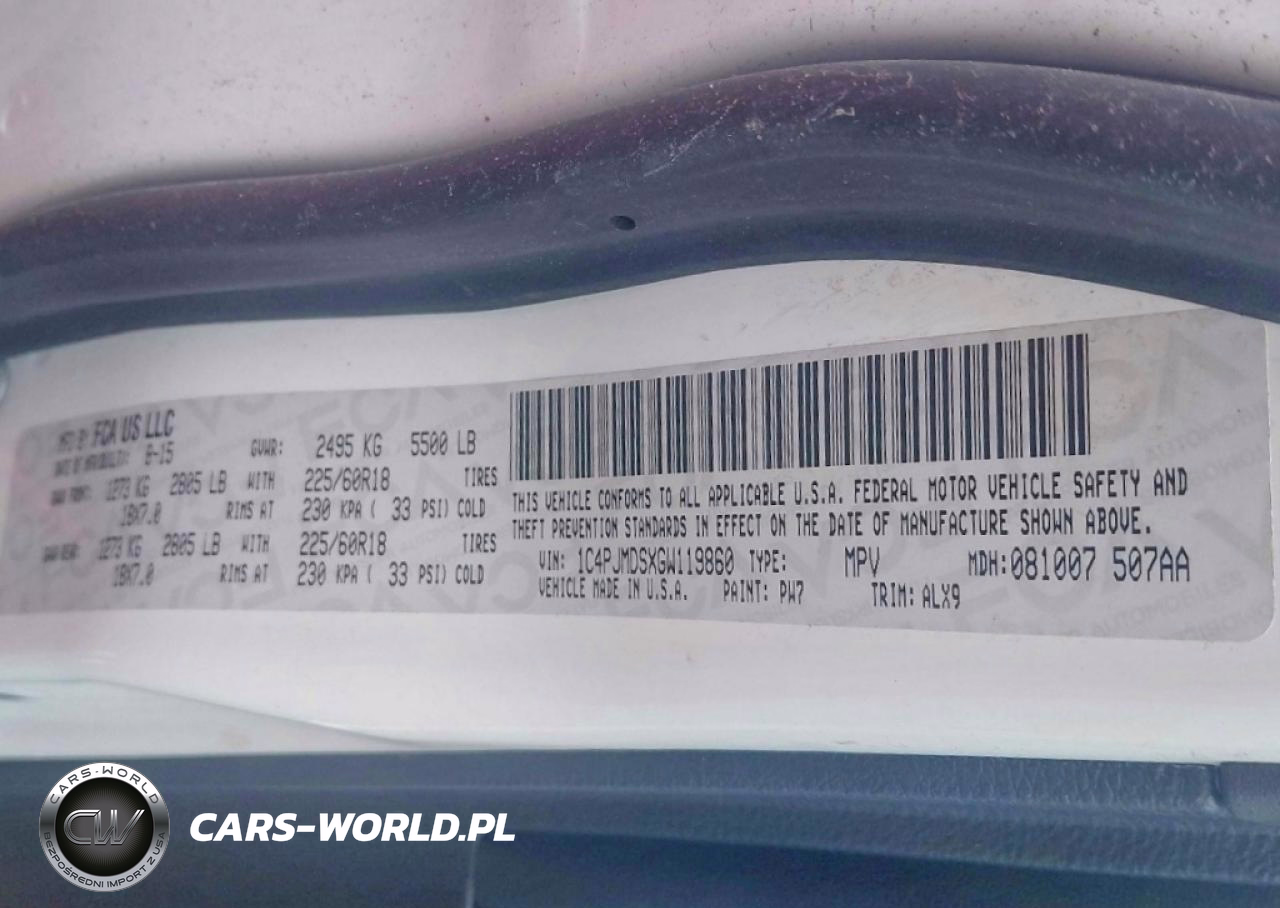 MFD BY: FCA US LLC
DATE OF MFR: 8-15 GVWR: 2495 KG 5500 LB
GAWR FRONT: 1273 KG 2805 LB WITH 225/60R18 TIRES
18X7.0 RIMS AT 230 KPA ( 33 PSI) COLD
GAWR REAR: 1273 KG 2805 LB WITH 225/60R18 TIRES
18X7.0 RIMS AT 230 KPA ( 33 PSI) COLD
THIS VEHICLE CONFORMS TO ALL APPLICABLE U.S.A. FEDERAL MOTOR VEHICLE SAFETY AND
THEFT PREVENTION STANDARDS IN EFFECT ON THE DATE OF MANUFACTURE SHOWN ABOVE.
VIN: 1C4PJMDSXGW119860 TYPE: MPV MDH: 081007 507AA
VEHICLE MADE IN U.S.A. PAINT: PW7 TRIM: ALX9
CARS-WORLD
CW
BEZPOŚREDNI IMPORT Z USA
CARS-WORLD.PL